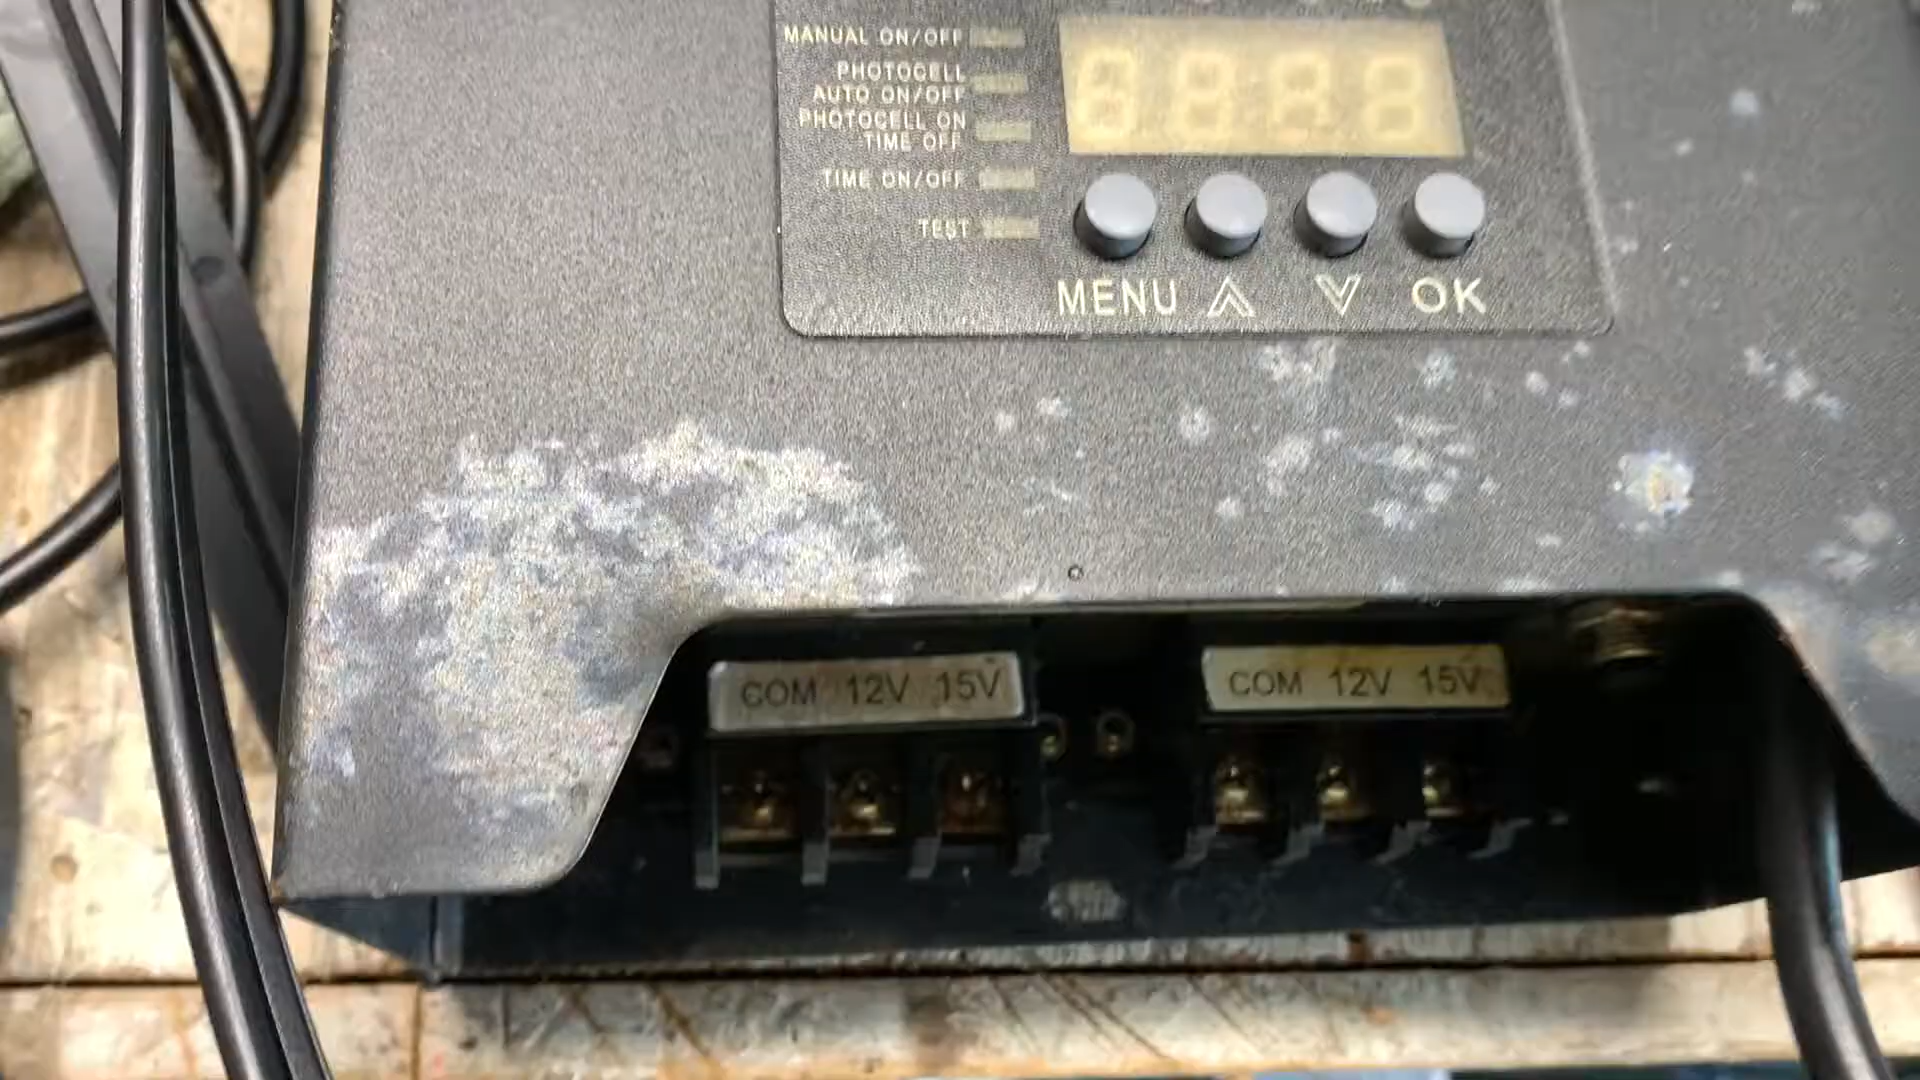 MANUAL ON/OFF
PHOTOCELL
AUTO ON/OFF
PHOTOCELL ON
TIME OFF
TIME ON/OFF
TEST
MENU OK
COM 12V 15V
COM 12V 15V